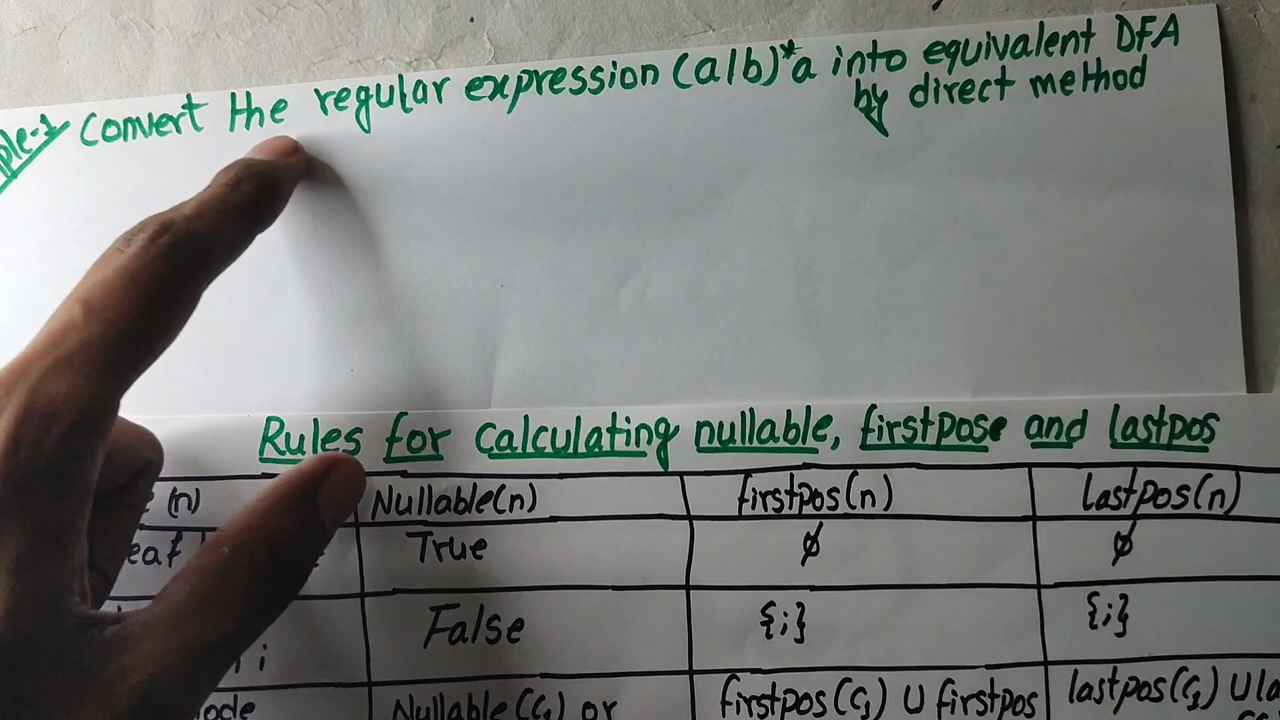 Convert the regular expression (a|b)*a into equivalent DFA
by direct method
Rules for calculating nullable, firstpose and lastpos
(n) Nullable(n) firstpos(n) Lastpos(n)
True ϕ ϕ
False {i} {i}
i
Nullable(C₁) or firstpos(C₁) U firstpos lastpos(C₁) U